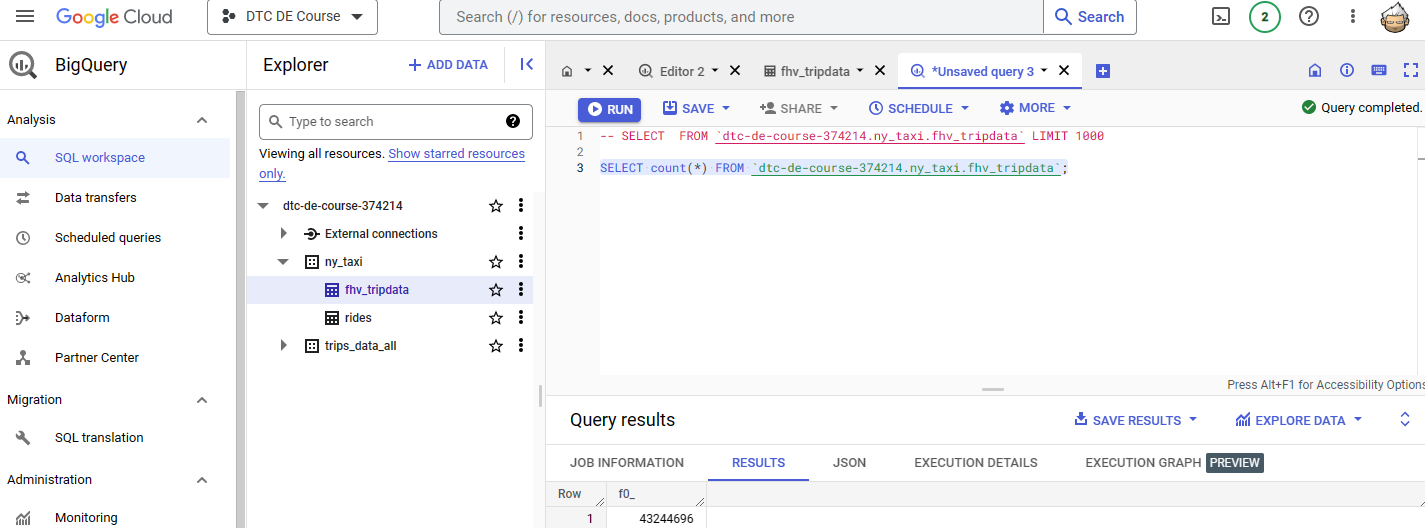 Google Cloud
DTC DE Course
Search (/) for resources, docs, products, and more
Search
2
BigQuery
Analysis
SQL workspace
Data transfers
Scheduled queries
Analytics Hub
Dataform
Partner Center
Migration
SQL translation
Administration
Monitoring
Explorer
+ ADD DATA
Type to search
Viewing all resources. Show starred resources
only.
dtc-de-course-374214
External connections
ny_taxi
fhv_tripdata
rides
trips_data_all
Editor 2
fhv_tripdata
*Unsaved query 3
RUN
SAVE
SHARE
SCHEDULE
MORE
Query completed.
1 -- SELECT  FROM `dtc-de-course-374214.ny_taxi.fhv_tripdata` LIMIT 1000
2
3 SELECT count(*) FROM `dtc-de-course-374214.ny_taxi.fhv_tripdata`;
Press Alt+F1 for Accessibility Options
Query results
SAVE RESULTS
EXPLORE DATA
JOB INFORMATION
RESULTS
JSON
EXECUTION DETAILS
EXECUTION GRAPH PREVIEW
Row f0_
1 43244696